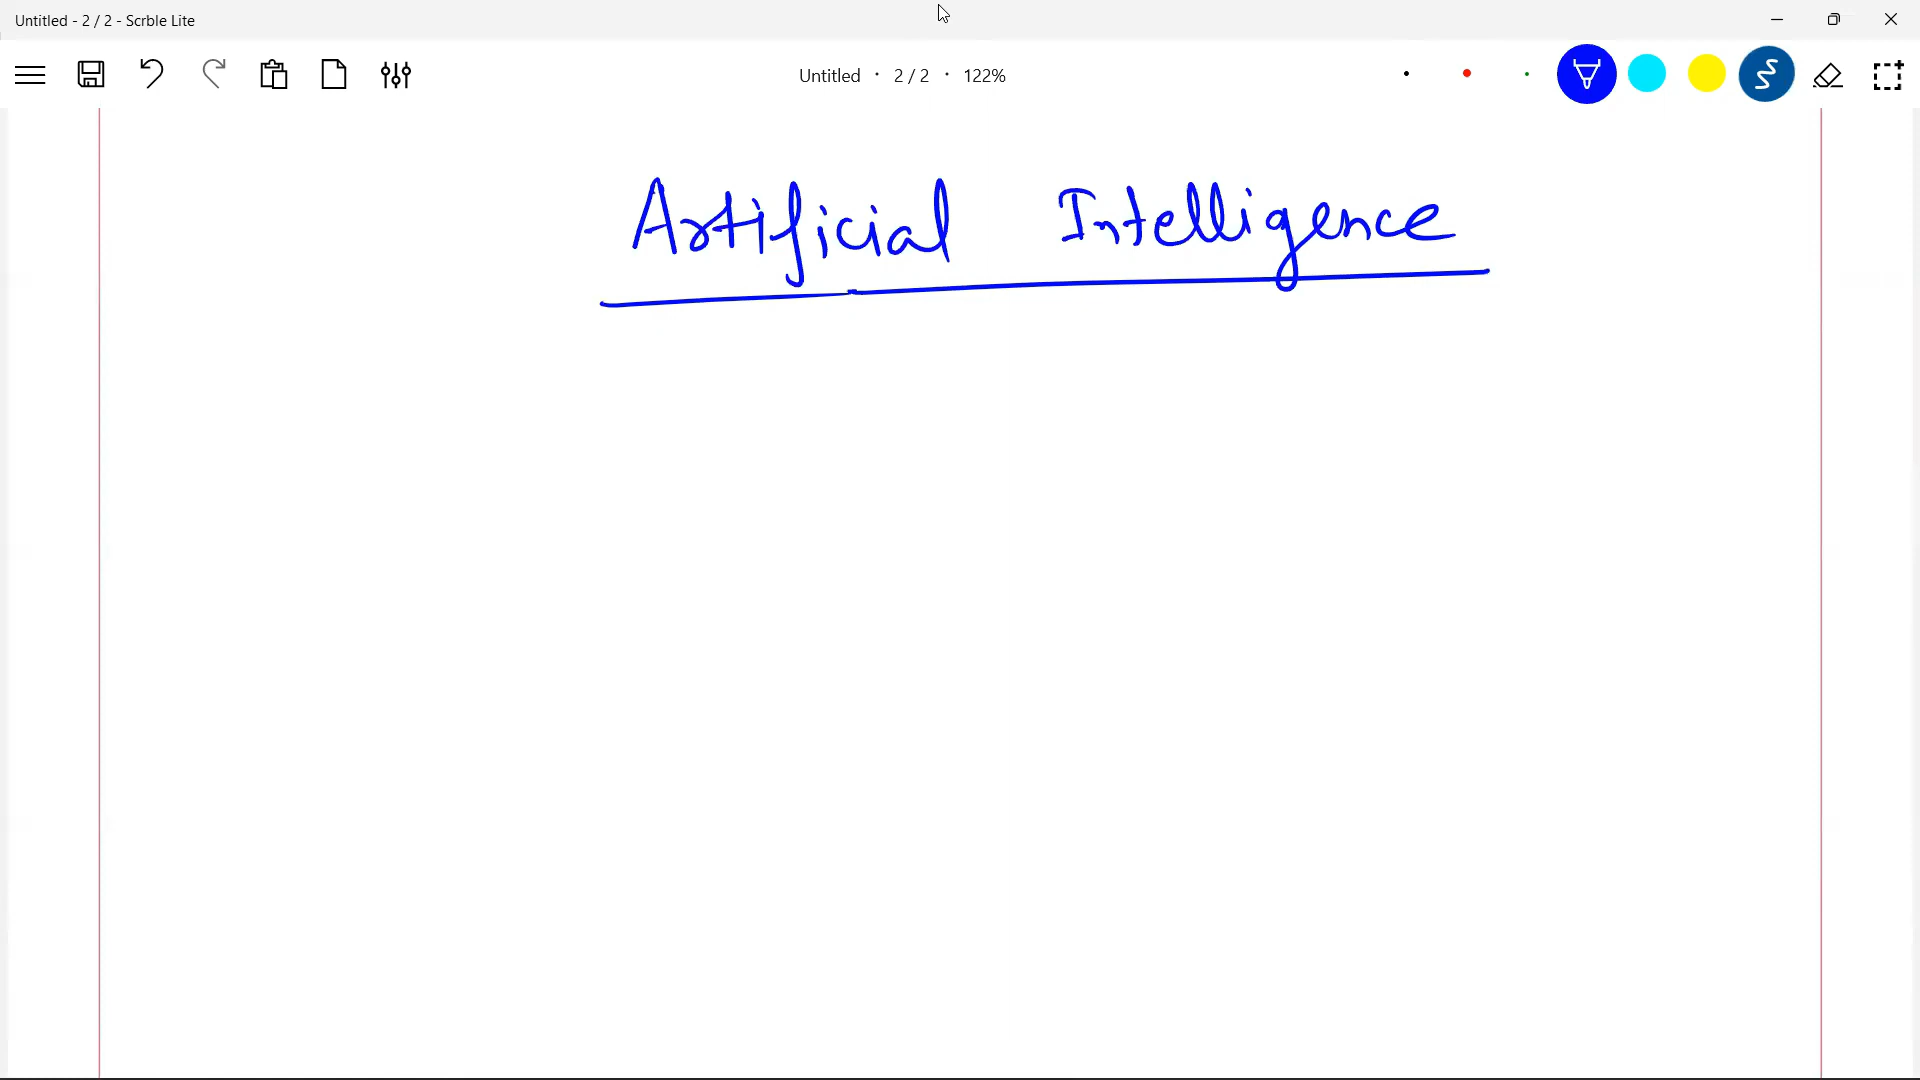 Untitled - 2 / 2 - Scrble Lite
Untitled • 2 / 2 • 122%
Artificial Intelligence